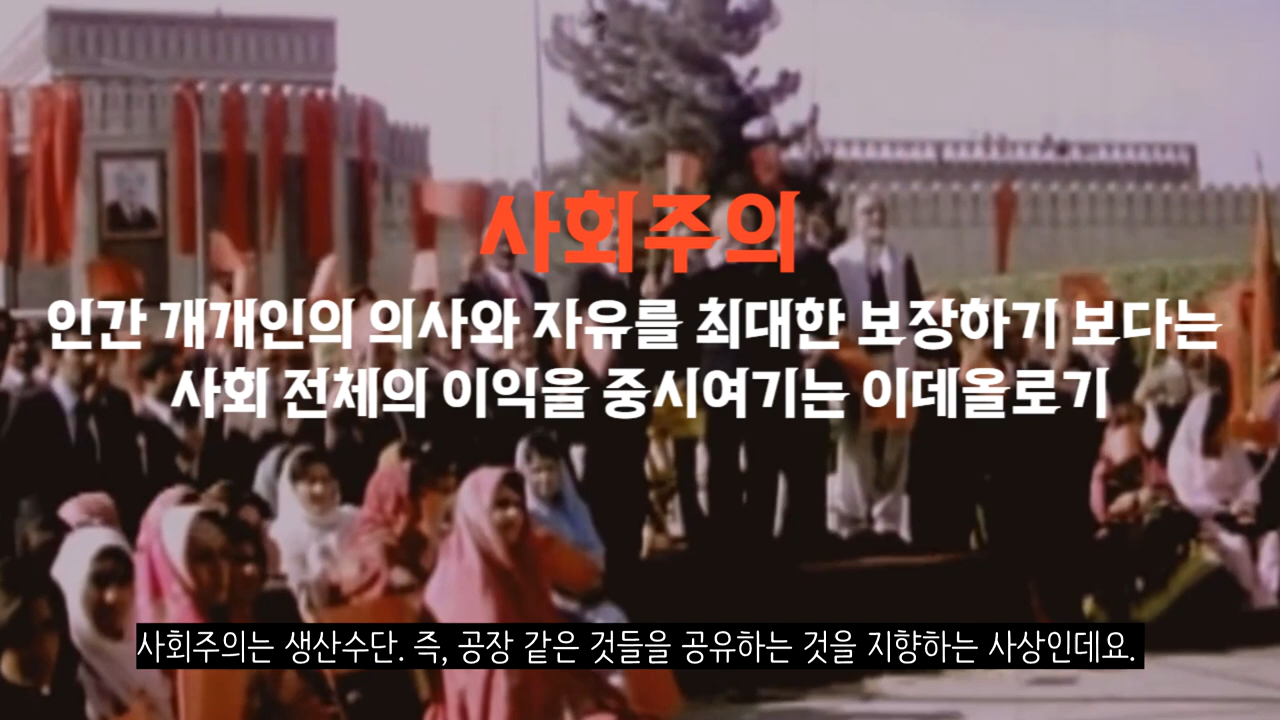 사회주의
인간 개개인의 의사와 자유를 최대한 보장하기 보다는
사회 전체의 이익을 중시여기는 이데올로기
사회주의는 생산수단. 즉, 공장 같은 것들을 공유하는 것을 지향하는 사상인데요.